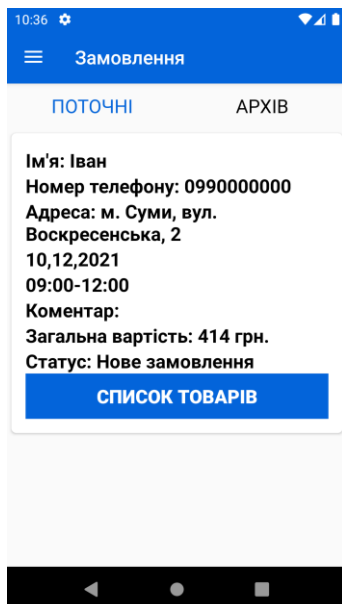 10:36
Замовлення
ПОТОЧНІ АРХІВ
Ім'я: Іван
Номер телефону: 0990000000
Адреса: м. Суми, вул.
Воскресенська, 2
10,12,2021
09:00-12:00
Коментар:
Загальна вартість: 414 грн.
Статус: Нове замовлення
СПИСОК ТОВАРІВ